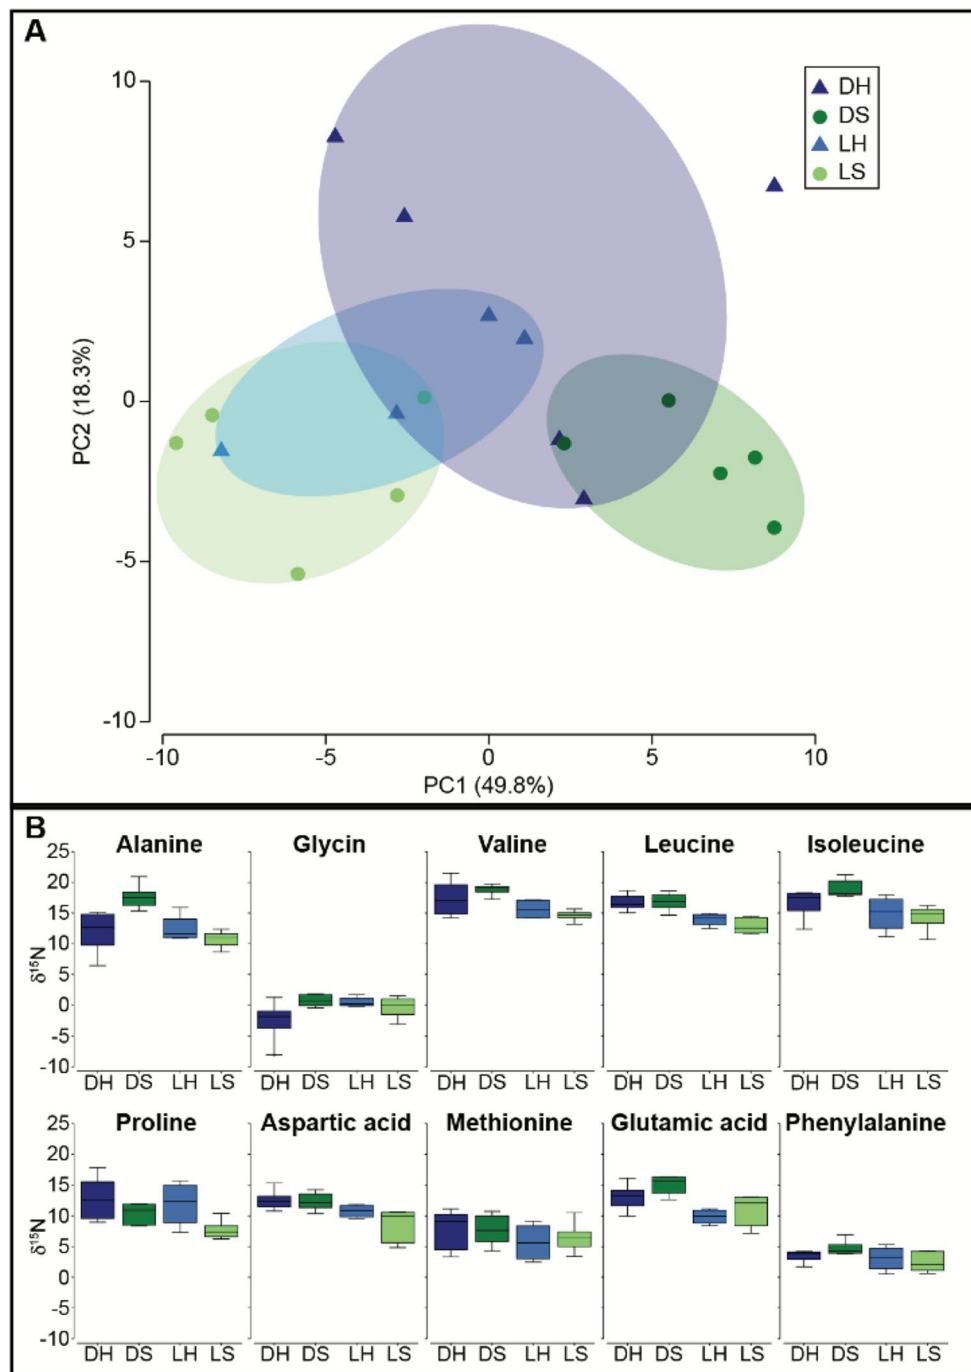 A
10
5
0
-5
-10
PC2 (18.3%)
-10 -5 0 5 10
PC1 (49.8%)
DH
DS
LH
LS
B
Alanine Glycin Valine Leucine Isoleucine
25
20
15
10
5
0
-5
-10
δ¹⁵N
DH DS LH LS DH DS LH LS DH DS LH LS DH DS LH LS DH DS LH LS
Proline Aspartic acid Methionine Glutamic acid Phenylalanine
25
20
15
10
5
0
-5
-10
δ¹⁵N
DH DS LH LS DH DS LH LS DH DS LH LS DH DS LH LS DH DS LH LS